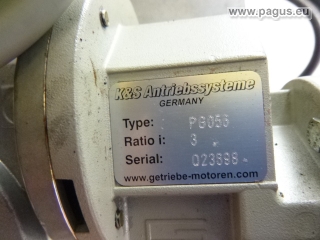 www.pagus.eu
K&S Antriebssysteme
GERMANY
Type: PG055
Ratio i: 3
Serial: 023898
www.getriebe-motoren.com